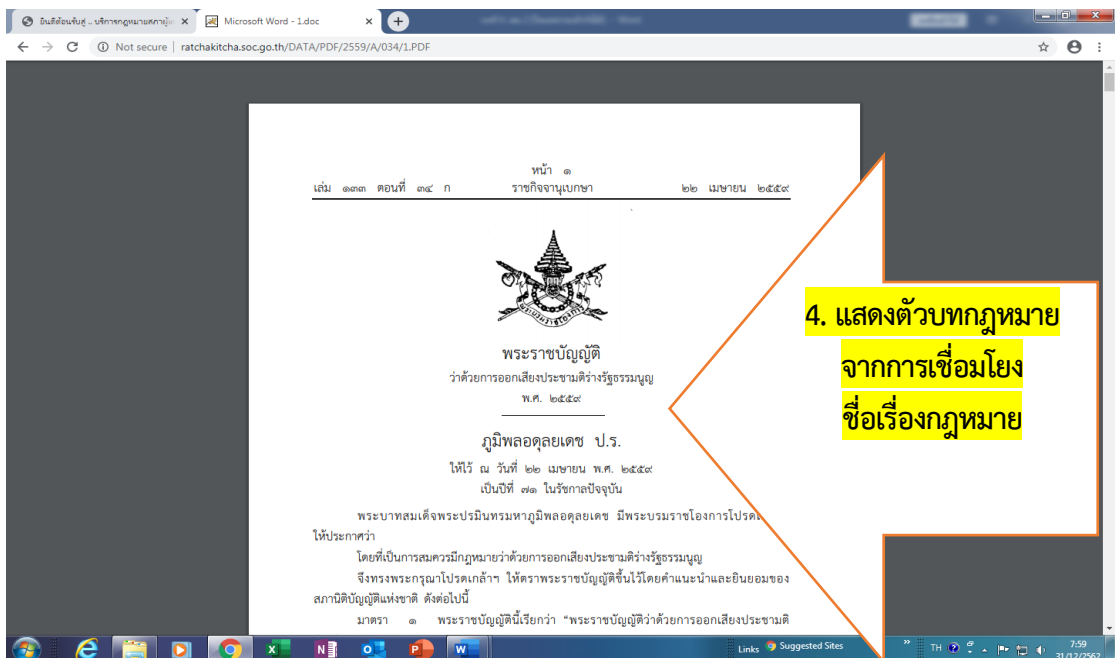 ยินดีต้อนรับสู่ .. บริการกฎหมายสภาผู้แ
Microsoft Word - 1.doc
Not secure | ratchakitcha.soc.go.th/DATA/PDF/2559/A/034/1.PDF
หน้า ๑
เล่ม ๑๓๓ ตอนที่ ๓๔ ก ราชกิจจานุเบกษา ๒๒ เมษายน ๒๕๕๙
พระบรมราชโองการ
พระราชบัญญัติ
ว่าด้วยการออกเสียงประชามติร่างรัฐธรรมนูญ
พ.ศ. ๒๕๕๙
ภูมิพลอดุลยเดช ป.ร.
ให้ไว้ ณ วันที่ ๒๒ เมษายน พ.ศ. ๒๕๕๙
เป็นปีที่ ๗๑ ในรัชกาลปัจจุบัน
พระบาทสมเด็จพระปรมินทรมหาภูมิพลอดุลยเดช มีพระบรมราชโองการโปรด
ให้ประกาศว่า
โดยที่เป็นการสมควรมีกฎหมายว่าด้วยการออกเสียงประชามติร่างรัฐธรรมนูญ
จึงทรงพระกรุณาโปรดเกล้าฯ ให้ตราพระราชบัญญัติขึ้นไว้โดยคำแนะนำและยินยอมของ
สภานิติบัญญัติแห่งชาติ ดังต่อไปนี้
มาตรา ๑ พระราชบัญญัตินี้เรียกว่า “พระราชบัญญัติว่าด้วยการออกเสียงประชามติ
4. แสดงตัวบทกฎหมาย
จากการเชื่อมโยง
ชื่อเรื่องกฎหมาย
Links Suggested Sites
TH
7:59
31/12/2562